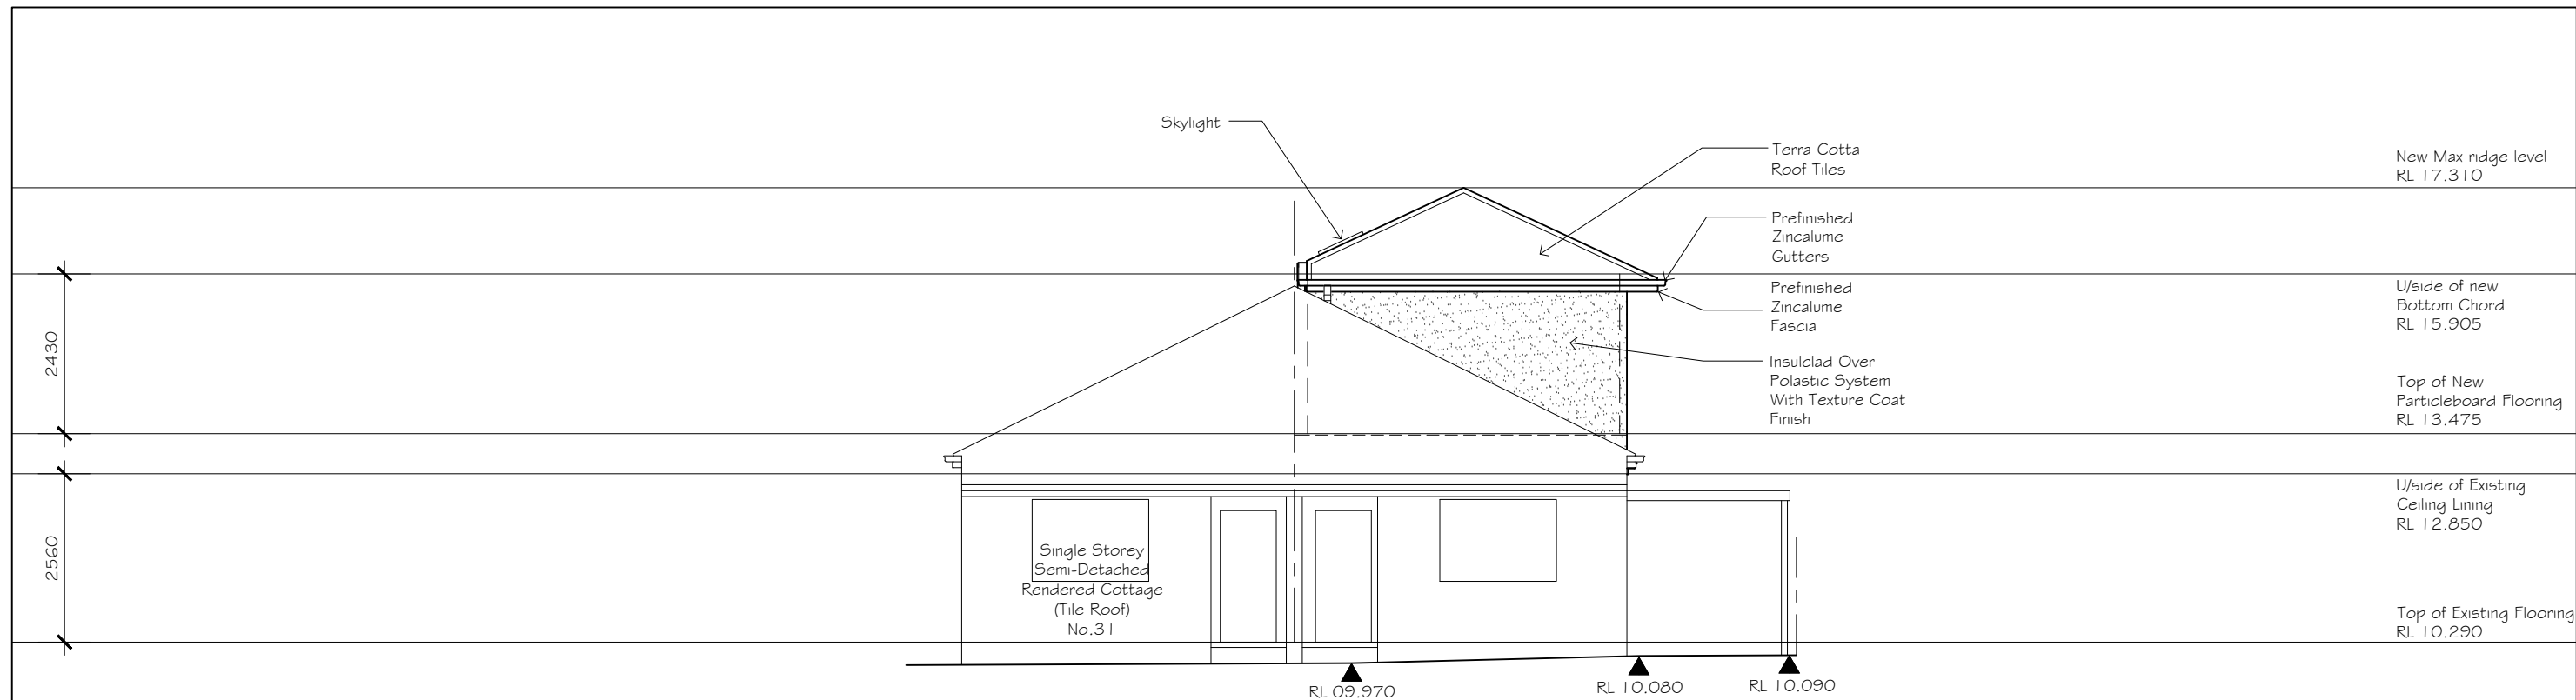 Skylight
Terra Cotta
Roof Tiles
New Max ridge level
RL 17.310
Prefinished
Zincalume
Gutters
Prefinished
Zincalume
Fascia
U/side of new
Bottom Chord
RL 15.905
2430
Insulclad Over
Polastic System
With Texture Coat
Finish
Top of New
Particleboard Flooring
RL 13.475
U/side of Existing
Ceiling Lining
RL 12.850
2560
Single Storey
Semi-Detached
Rendered Cottage
(Tile Roof)
No.31
Top of Existing Flooring
RL 10.290
RL 09.970
RL 10.080
RL 10.090